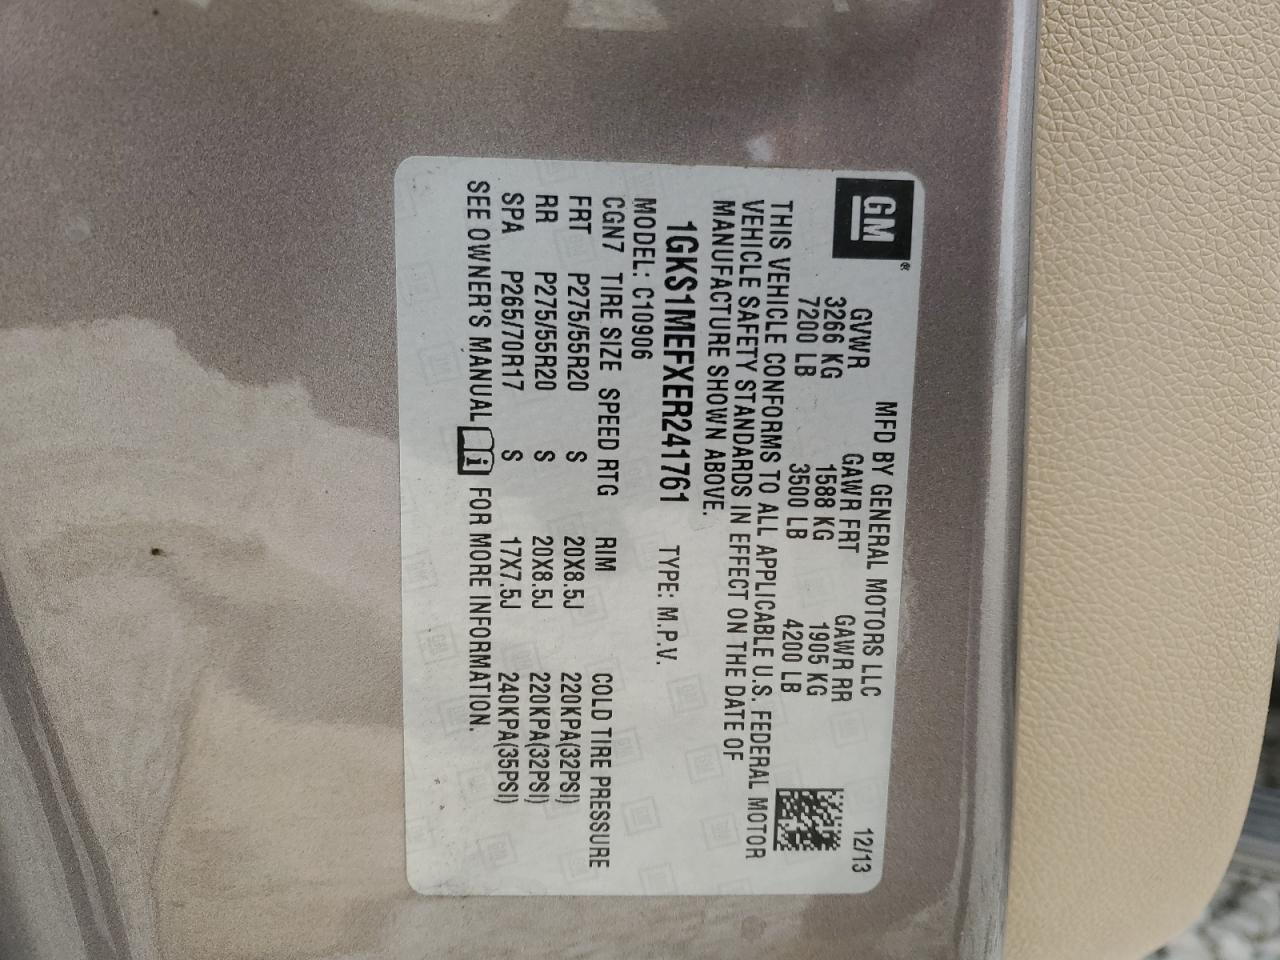 GM®
MFD BY GENERAL MOTORS LLC 12/13
GVWR GAWR FRT GAWR RR
3266 KG 1588 KG 1905 KG
7200 LB 3500 LB 4200 LB
THIS VEHICLE CONFORMS TO ALL APPLICABLE U.S. FEDERAL MOTOR
VEHICLE SAFETY STANDARDS IN EFFECT ON THE DATE OF
MANUFACTURE SHOWN ABOVE.
1GKS1MEFXER241761 TYPE: M.P.V.
MODEL: C10906
CGN7 TIRE SIZE SPEED RTG RIM COLD TIRE PRESSURE
FRT P275/55R20 S 20X8.5J 220KPA(32PSI)
RR P275/55R20 S 20X8.5J 220KPA(32PSI)
SPA P265/70R17 S 17X7.5J 240KPA(35PSI)
SEE OWNER'S MANUAL i FOR MORE INFORMATION.